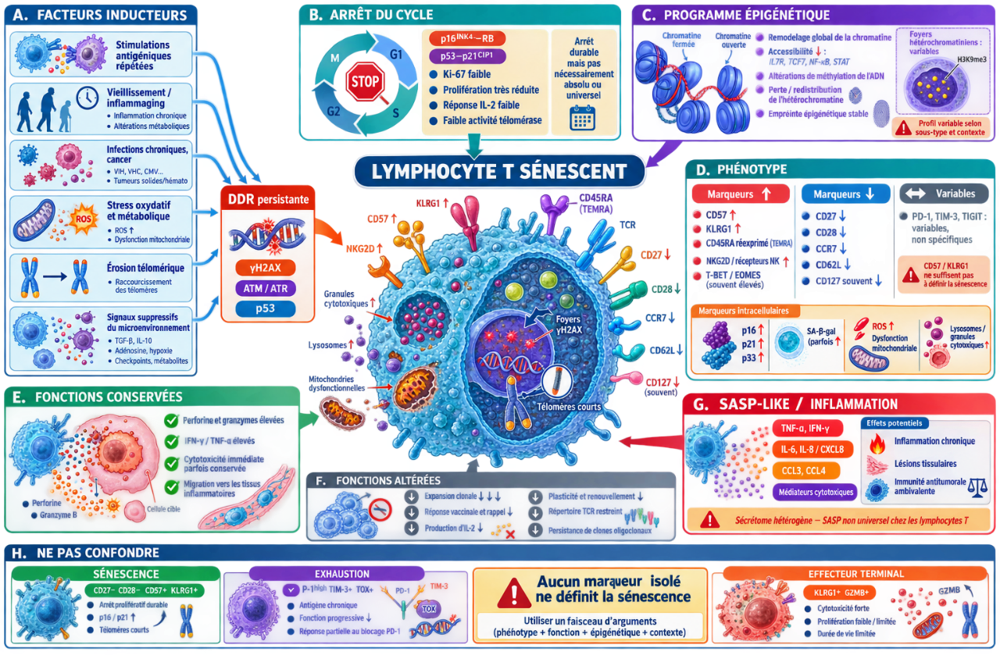 A. FACTEURS INDUCTEURS
Stimulations
antigéniques
répétées
Vieillissement /
inflammaging
• Inflammation chronique
• Altérations métaboliques
Infections chroniques,
cancer
• VIH, VHC, CMV...
• Tumeurs solides/hémato
Stress oxydatif
et métabolique
ROS
• ROS ↑
• Dysfonction mitochondriale
Érosion télomérique
• Raccourcissement
des télomères
Signaux suppressifs
du microenvironnement
• TGF-β, IL-10
• Adénosine, hypoxie
• Checkpoints, métabolites
DDR persistante
γH2AX
ATM / ATR
p53
B. ARRÊT DU CYCLE
M
G1
G2
S
STOP
p16INK4–RB
p53–p21CIP1
Ki-67 faible
Prolifération très réduite
Réponse IL-2 faible
Faible activité télomérase
Arrêt
durable
mais pas
nécessairement
absolu ou
universel
C. PROGRAMME ÉPIGÉNÉTIQUE
Chromatine
fermée
Chromatine
ouverte
Remodelage global de la chromatine
Accessibilité ↓ :
IL7R, TCF7, NF-κB, STAT
Altérations de méthylation de l'ADN
Perte / redistribution
de l'hétérochromatine
Empreinte épigénétique stable
Foyers
hétérochromatiniens :
variables
H3K9me3
Profil variable selon
sous-type et contexte
LYMPHOCYTE T SÉNESCENT
NKG2D ↑
CD57 ↑
KLRG1 ↑
CD45RA
(TEMRA)
TCR
CD27 ↓
CD28 ↓
CCR7 ↓
CD62L ↓
CD127 ↓
(souvent)
Granules
cytotoxiques ↑
Lysosomes ↑
Mitochondries
dysfonctionnelles
Foyers
γH2AX
Télomères courts
D. PHÉNOTYPE
Marqueurs ↑
CD57 ↑
KLRG1 ↑
CD45RA réexprimé (TEMRA)
NKG2D / récepteurs NK ↑
T-BET / EOMES
(souvent élevés)
Marqueurs ↓
CD27 ↓
CD28 ↓
CCR7 ↓
CD62L ↓
CD127 souvent ↓
↔ Variables
PD-1, TIM-3, TIGIT :
variables,
non spécifiques
CD57 / KLRG1
ne suffisent pas
à définir la sénescence
Marqueurs intracellulaires
p16 ↑
p21 ↑
p33 ↑
SA-β-gal
(parfois) ↑
ROS ↑
Dysfonction
mitochondriale
Lysosomes /
granules
cytotoxiques ↑
E. FONCTIONS CONSERVÉES
Perforine et granzymes élevées
IFN-γ / TNF-α élevés
Cytotoxicité immédiate
parfois conservée
Migration vers les tissus
inflammatoires
Perforine
Granzyme B
Cellule cible
F. FONCTIONS ALTÉRÉES
Expansion clonale ↓ ↓ ↓
Réponse vaccinale et rappel ↓
Production d'IL-2 ↓
Plasticité et renouvellement ↓
Répertoire TCR restreint
Persistance de clones oligoclonaux
G. SASP-LIKE / INFLAMMATION
TNF-α, IFN-γ
IL-6, IL-8 / CXCL8
CCL3, CCL4
Médiateurs cytotoxiques
Effets potentiels
Inflammation chronique
Lésions tissulaires
Immunité antitumorale
ambivalente
Sécrétome hétérogène – SASP non universel chez les lymphocytes T
H. NE PAS CONFONDRE
SÉNESCENCE
CD27– CD28– CD57+ KLRG1+
Arrêt prolifératif durable
p16 / p21 ↑
Télomères courts
EXHAUSTION
P-1high TIM-3+ TOX+
Antigène chronique
Fonction progressive ↓
Réponse partielle au blocage PD-1
PD-1
TIM-3
TOX
Aucun marqueur isolé
ne définit la sénescence
Utiliser un faisceau d'arguments
(phénotype + fonction + épigénétique + contexte)
EFFECTEUR TERMINAL
KLRG1+ GZMB+
Cytotoxicité forte
Prolifération faible / limitée
Durée de vie limitée
GZMB